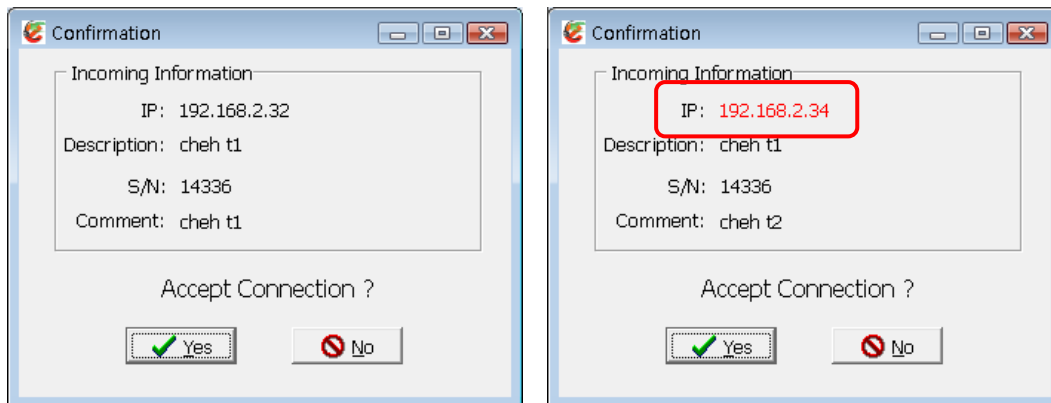 Confirmation
Incoming Information
IP: 192.168.2.32
Description: cheh t1
S/N: 14336
Comment: cheh t1
Accept Connection ?
Yes
No
Confirmation
Incoming Information
IP: 192.168.2.34
Description: cheh t1
S/N: 14336
Comment: cheh t2
Accept Connection ?
Yes
No